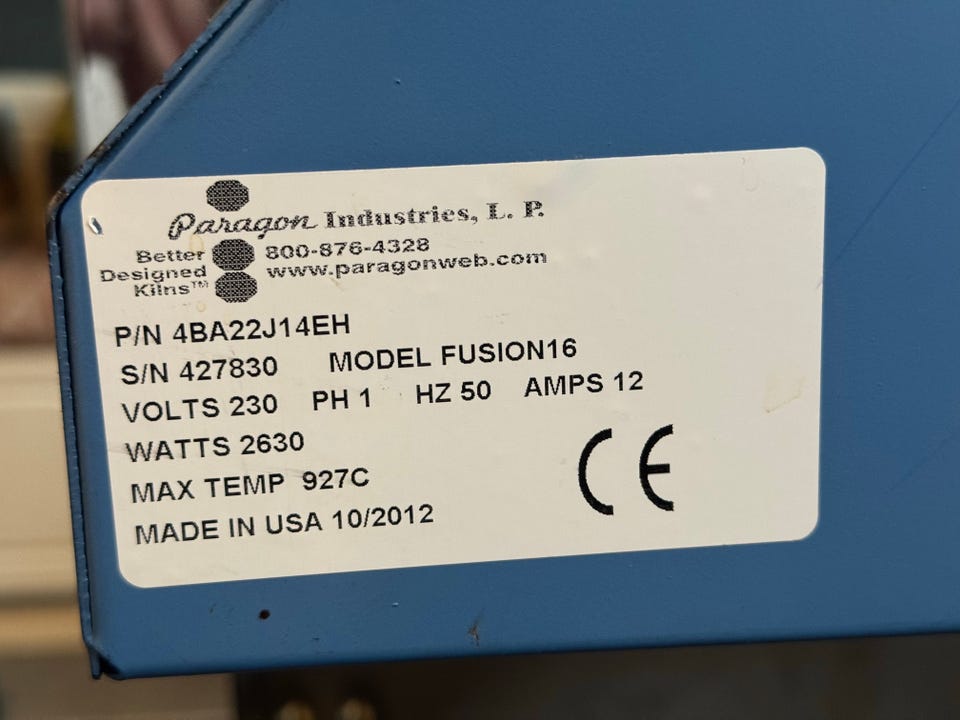 Paragon Industries, L. P.
Better
Designed
Kilns™
800-876-4328
www.paragonweb.com
P/N 4BA22J14EH
S/N 427830 MODEL FUSION16
VOLTS 230 PH 1 HZ 50 AMPS 12
WATTS 2630
MAX TEMP 927C
MADE IN USA 10/2012
CE